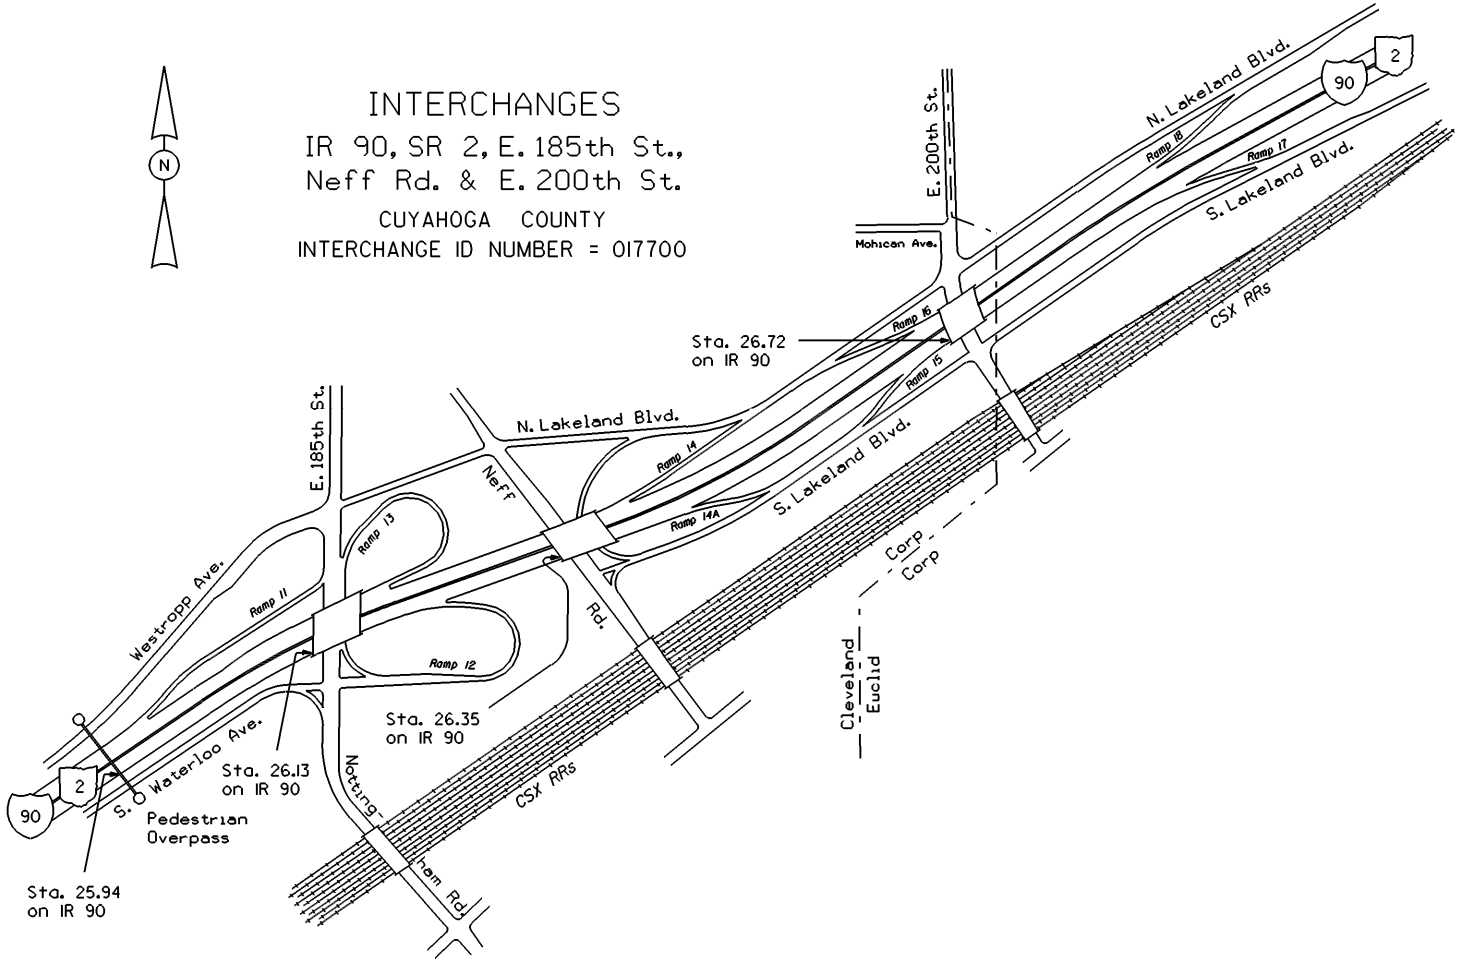 INTERCHANGES
IR 90, SR 2, E. 185th St.,
Neff Rd. & E. 200th St.
CUYAHOGA COUNTY
INTERCHANGE ID NUMBER = 017700
N
N. Lakeland Blvd.
2
90
E. 200th St.
Ramp 18
Ramp 17
S. Lakeland Blvd.
Mohican Ave.
CSX RRs
Ramp 16
Sta. 26.72
on IR 90
Ramp 15
E. 185th St.
N. Lakeland Blvd.
Ramp 14
Neff
Rd.
S. Lakeland Blvd.
Ramp 14A
Ramp 13
Corp
Corp
Westropp Ave.
Ramp 11
Ramp 12
Cleveland
Euclid
Sta. 26.35
on IR 90
S. Waterloo Ave.
Sta. 26.13
on IR 90
2
90
Pedestrian
Overpass
Notting-
ham Rd.
CSX RRs
Sta. 25.94
on IR 90